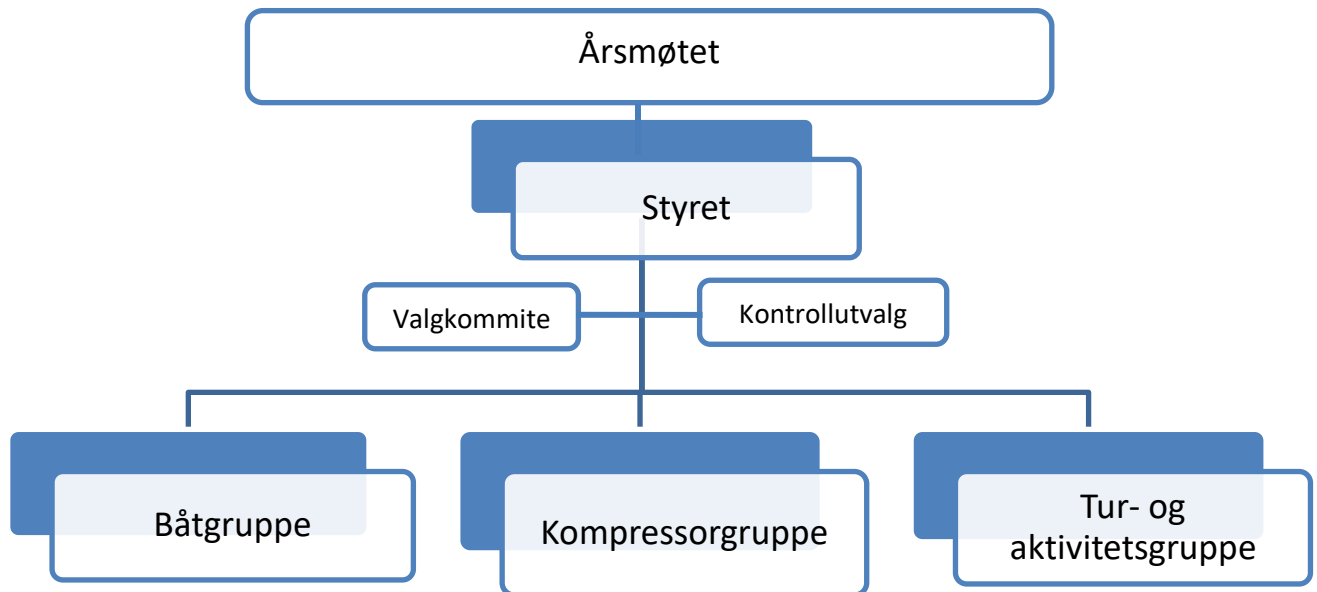 Årsmøtet
Styret
Valgkommite
Kontrollutvalg
Båtgruppe
Kompressorgruppe
Tur- og
aktivitetsgruppe